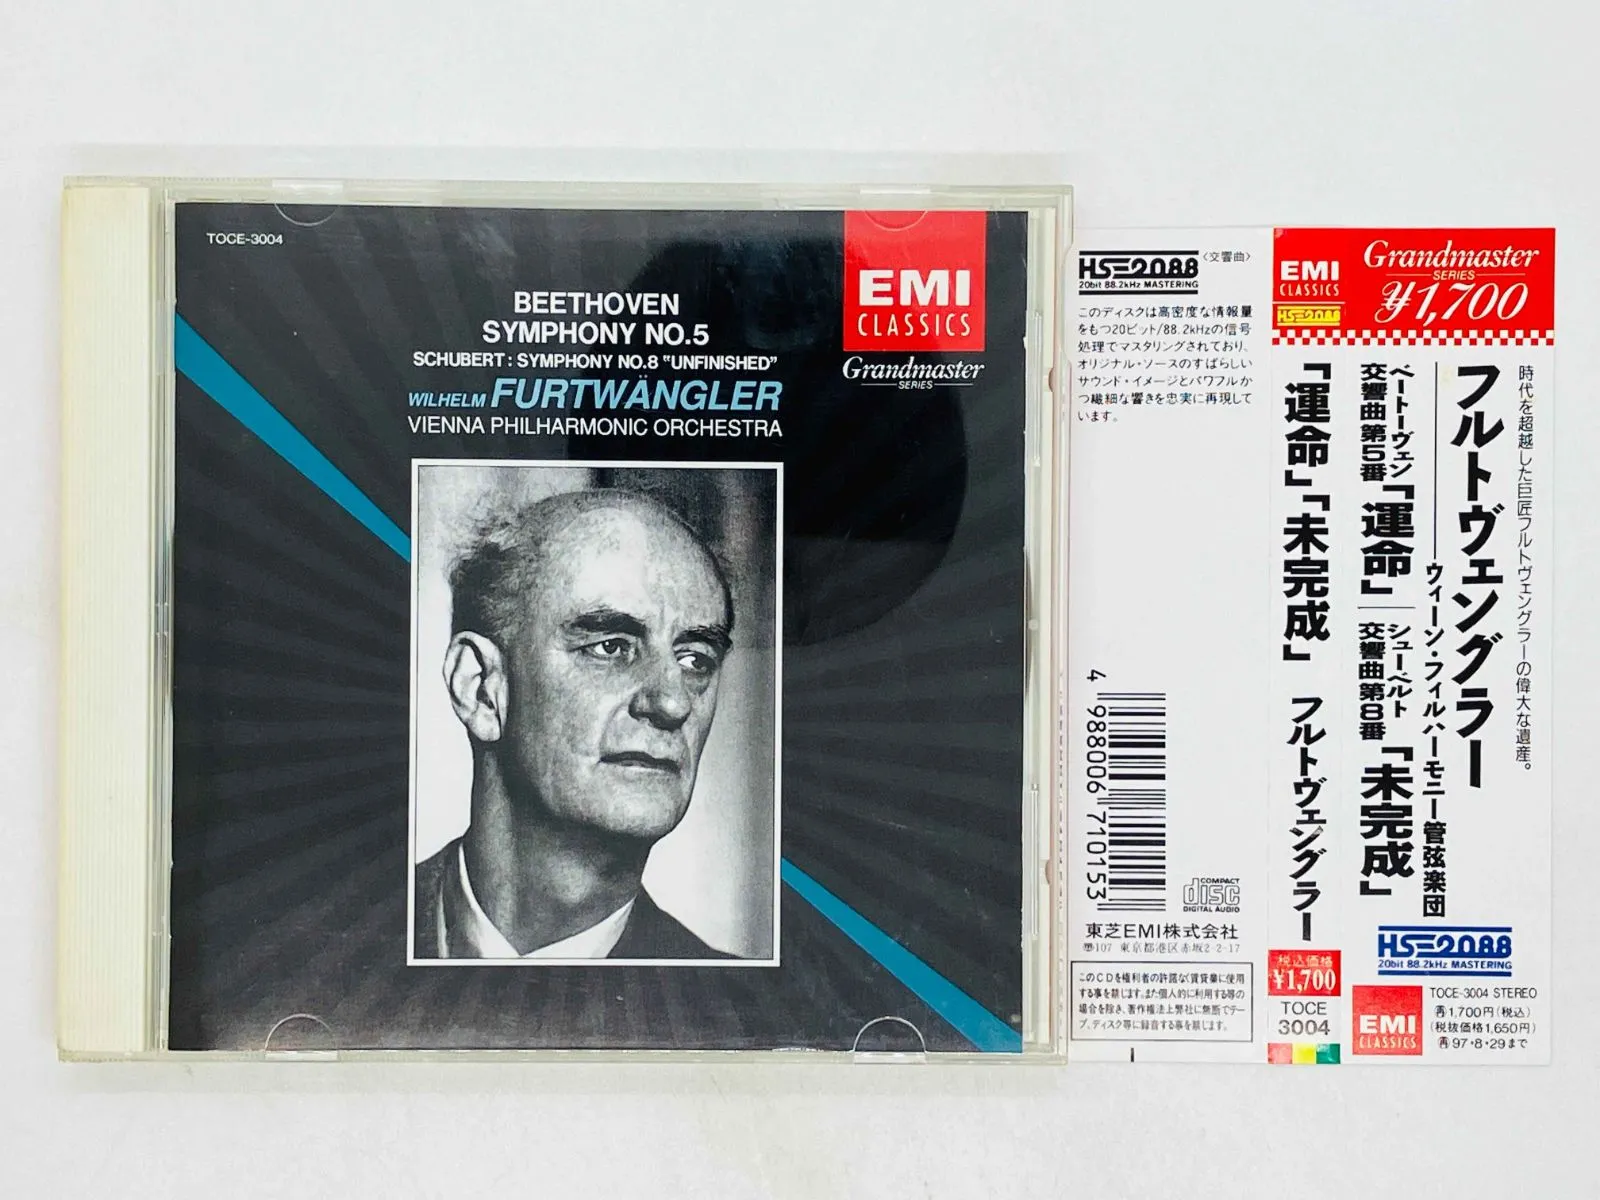 TOCE-3004
BEETHOVEN
SYMPHONY NO.5
SCHUBERT : SYMPHONY NO.8 "UNFINISHED"
WILHELM FURTWÄNGLER
VIENNA PHILHARMONIC ORCHESTRA
EMI
CLASSICS
Grandmaster
SERIES
HS-2088
20bit 88.2kHz MASTERING
〈交響曲〉
このディスクは高密度な情報量
をもつ20ビット/88.2kHzの信号
処理でマスタリングされており、
オリジナル・ソースのすばらしい
サウンド・イメージとパワフルか
つ繊細な響きを忠実に再現して
います。
4 988006 710153
COMPACT
disc
DIGITAL AUDIO
東芝EMI株式会社
〒107 東京都港区赤坂2-2-17
このCDを権利者の許諾なく賃貸業に使用
する事を禁じます。また個人的に利用する等の
場合を除き、著作権法上弊社に無断でテー
プ、ディスク等に録音する事を禁じます。
EMI
CLASSICS
HS-2088
「運命」「未完成」 フルトヴェングラー
税込価格
¥1,700
TOCE
3004
Grandmaster
SERIES
¥1,700
時代を超越した巨匠フルトヴェングラーの偉大な遺産。
フルトヴェングラー
ウィーン・フィルハーモニー管弦楽団
ベートーヴェン
交響曲第5番「運命」
シューベルト
交響曲第8番「未完成」
HS-2088
20bit 88.2kHz MASTERING
EMI
CLASSICS
TOCE-3004 STEREO
再1,700円(税込)
(税抜価格1,650円)
再97・8・29まで